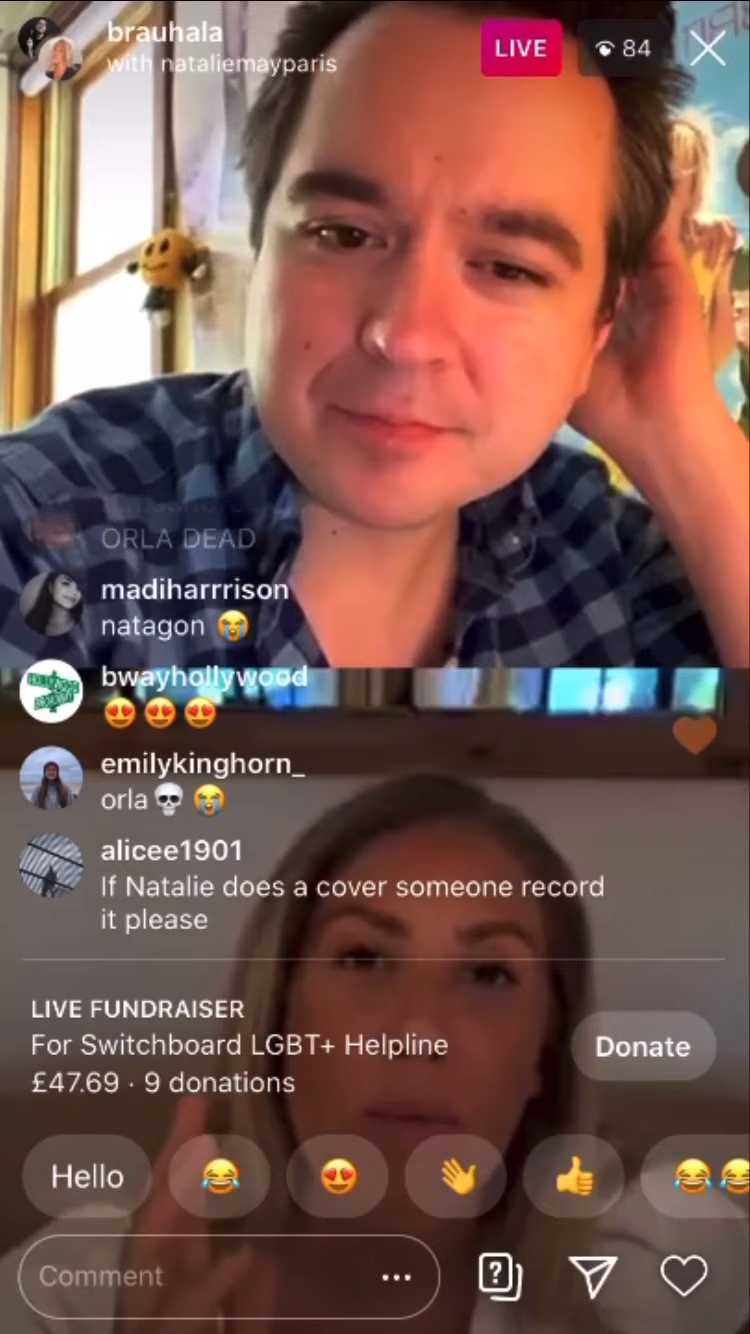 brauhala
with nataliemayparis
LIVE
84
ORLA DEAD
madiharrrison
natagon 😭
bwayhollywood
😍 😍 😍
emilykinghorn_
orla💀 😭
alicee1901
If Natalie does a cover someone record
it please
LIVE FUNDRAISER
For Switchboard LGBT+ Helpline
£47.69 · 9 donations
Donate
Hello
😂
😍
👋
👍
😂😂
Comment